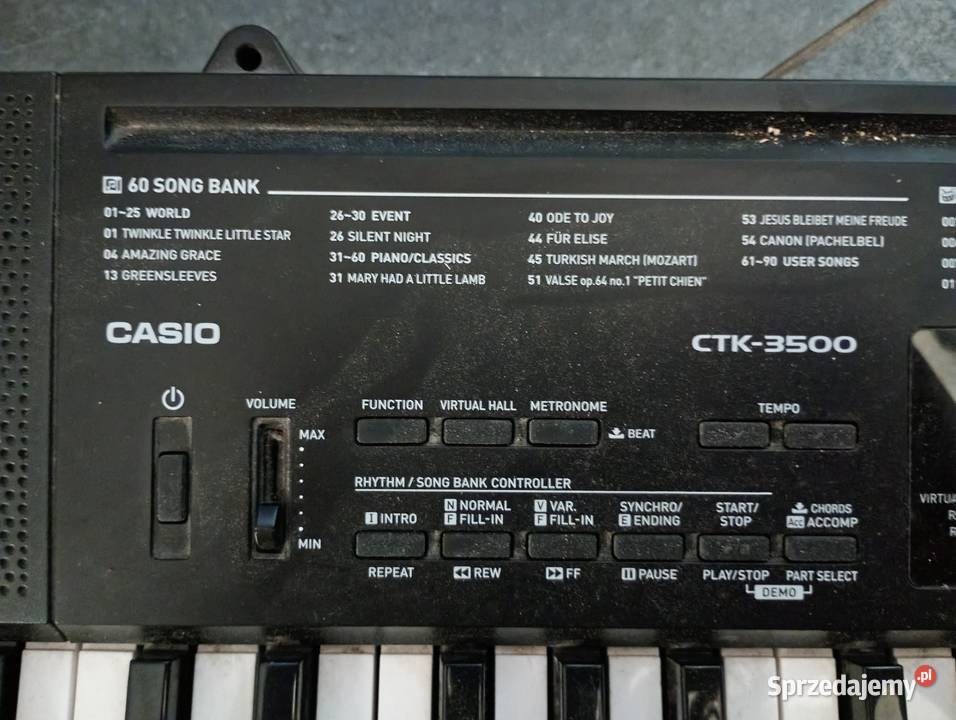 60 SONG BANK
01~25 WORLD
01 TWINKLE TWINKLE LITTLE STAR
04 AMAZING GRACE
13 GREENSLEEVES
26~30 EVENT
26 SILENT NIGHT
31~60 PIANO/CLASSICS
31 MARY HAD A LITTLE LAMB
40 ODE TO JOY
44 FÜR ELISE
45 TURKISH MARCH (MOZART)
51 VALSE op.64 no.1 "PETIT CHIEN"
53 JESUS BLEIBET MEINE FREUDE
54 CANON (PACHELBEL)
61~90 USER SONGS
CASIO
CTK-3500
VOLUME
MAX
MIN
FUNCTION VIRTUAL HALL METRONOME
BEAT
TEMPO
RHYTHM / SONG BANK CONTROLLER
I INTRO
N NORMAL
F FILL-IN
V VAR.
F FILL-IN
SYNCHRO/
E ENDING
START/
STOP
CHORDS
Acc ACCOMP
REPEAT
REW
FF
PAUSE
PLAY/STOP
PART SELECT
DEMO
Sprzedajemy.pl